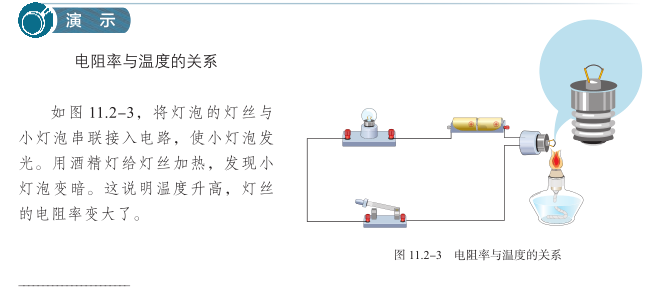 演 示
电阻率与温度的关系
如图 11.2-3，将灯泡的灯丝与
小灯泡串联接入电路，使小灯泡发
光。用酒精灯给灯丝加热，发现小
灯泡变暗。这说明温度升高，灯丝
的电阻率变大了。
图 11.2-3 电阻率与温度的关系